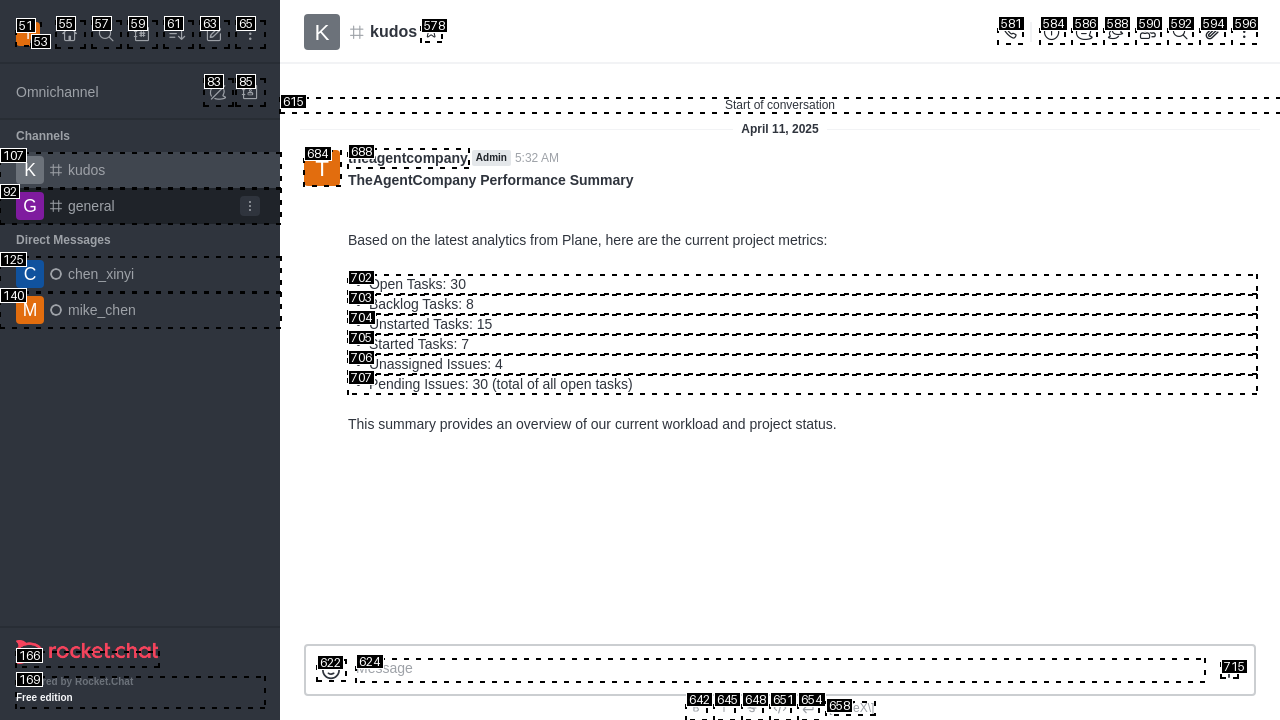 51
53
55
57
59
61
63
65
K
kudos
578
581
584
586
588
590
592
594
596
Omnichannel
83
85
615
Start of conversation
April 11, 2025
Channels
107
K
kudos
92
G
general
Direct Messages
125
C
chen_xinyi
140
M
mike_chen
684
T
688
theagentcompany
Admin
5:32 AM
TheAgentCompany Performance Summary
Based on the latest analytics from Plane, here are the current project metrics:
702
Open Tasks: 30
703
Backlog Tasks: 8
704
Unstarted Tasks: 15
705
Started Tasks: 7
706
Unassigned Issues: 4
707
Pending Issues: 30 (total of all open tasks)
This summary provides an overview of our current workload and project status.
166
rocket.chat
169
by Rocket.Chat
Free edition
622
624
Message
715
642
645
648
651
654
658